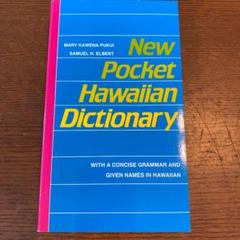 MARY KAWENA PUKUI
SAMUEL H. ELBERT
New
Pocket
Hawaiian
Dictionary
WITH A CONCISE GRAMMAR AND
GIVEN NAMES IN HAWAIIAN